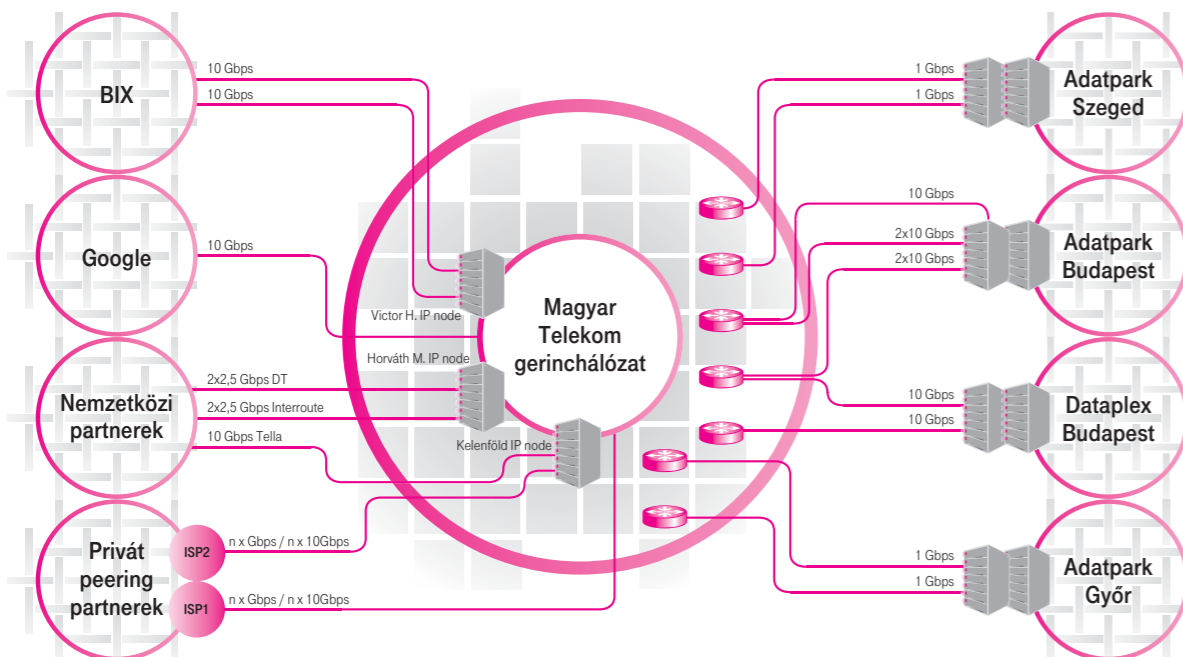 BIX
10 Gbps
10 Gbps
Google
10 Gbps
Nemzetközi
partnerek
2x2,5 Gbps DT
2x2,5 Gbps Interroute
10 Gbps Tella
Privát
peering
partnerek
ISP2
n x Gbps / n x 10Gbps
ISP1
n x Gbps / n x 10Gbps
Victor H. IP node
Horváth M. IP node
Kelenföld IP node
Magyar
Telekom
gerinchálózat
1 Gbps
1 Gbps
Adatpark
Szeged
10 Gbps
2x10 Gbps
2x10 Gbps
Adatpark
Budapest
10 Gbps
10 Gbps
Dataplex
Budapest
1 Gbps
1 Gbps
Adatpark
Győr